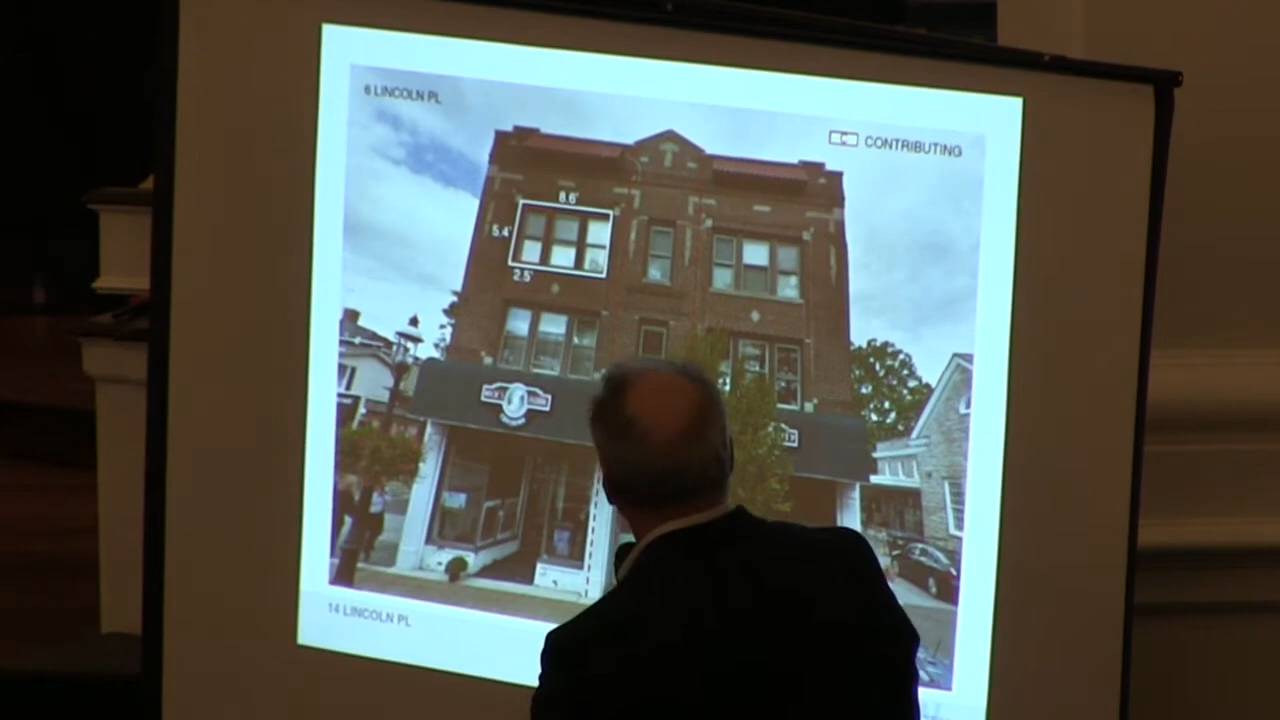 6 LINCOLN PL
C CONTRIBUTING
8.6'
5.4'
2.5'
14 LINCOLN PL